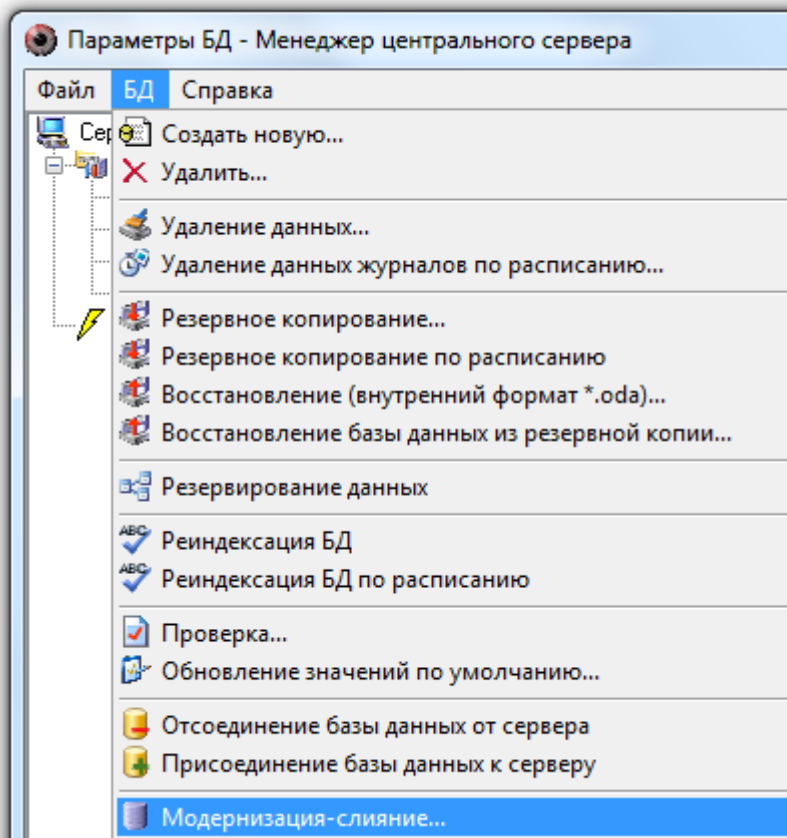 Параметры БД - Менеджер центрального сервера
Файл БД Справка
Создать новую...
Удалить...
Удаление данных...
Удаление данных журналов по расписанию...
Резервное копирование...
Резервное копирование по расписанию
Восстановление (внутренний формат *.oda)...
Восстановление базы данных из резервной копии...
Резервирование данных
ABC Реиндексация БД
ABC Реиндексация БД по расписанию
Проверка...
Обновление значений по умолчанию...
Отсоединение базы данных от сервера
Присоединение базы данных к серверу
Модернизация-слияние...